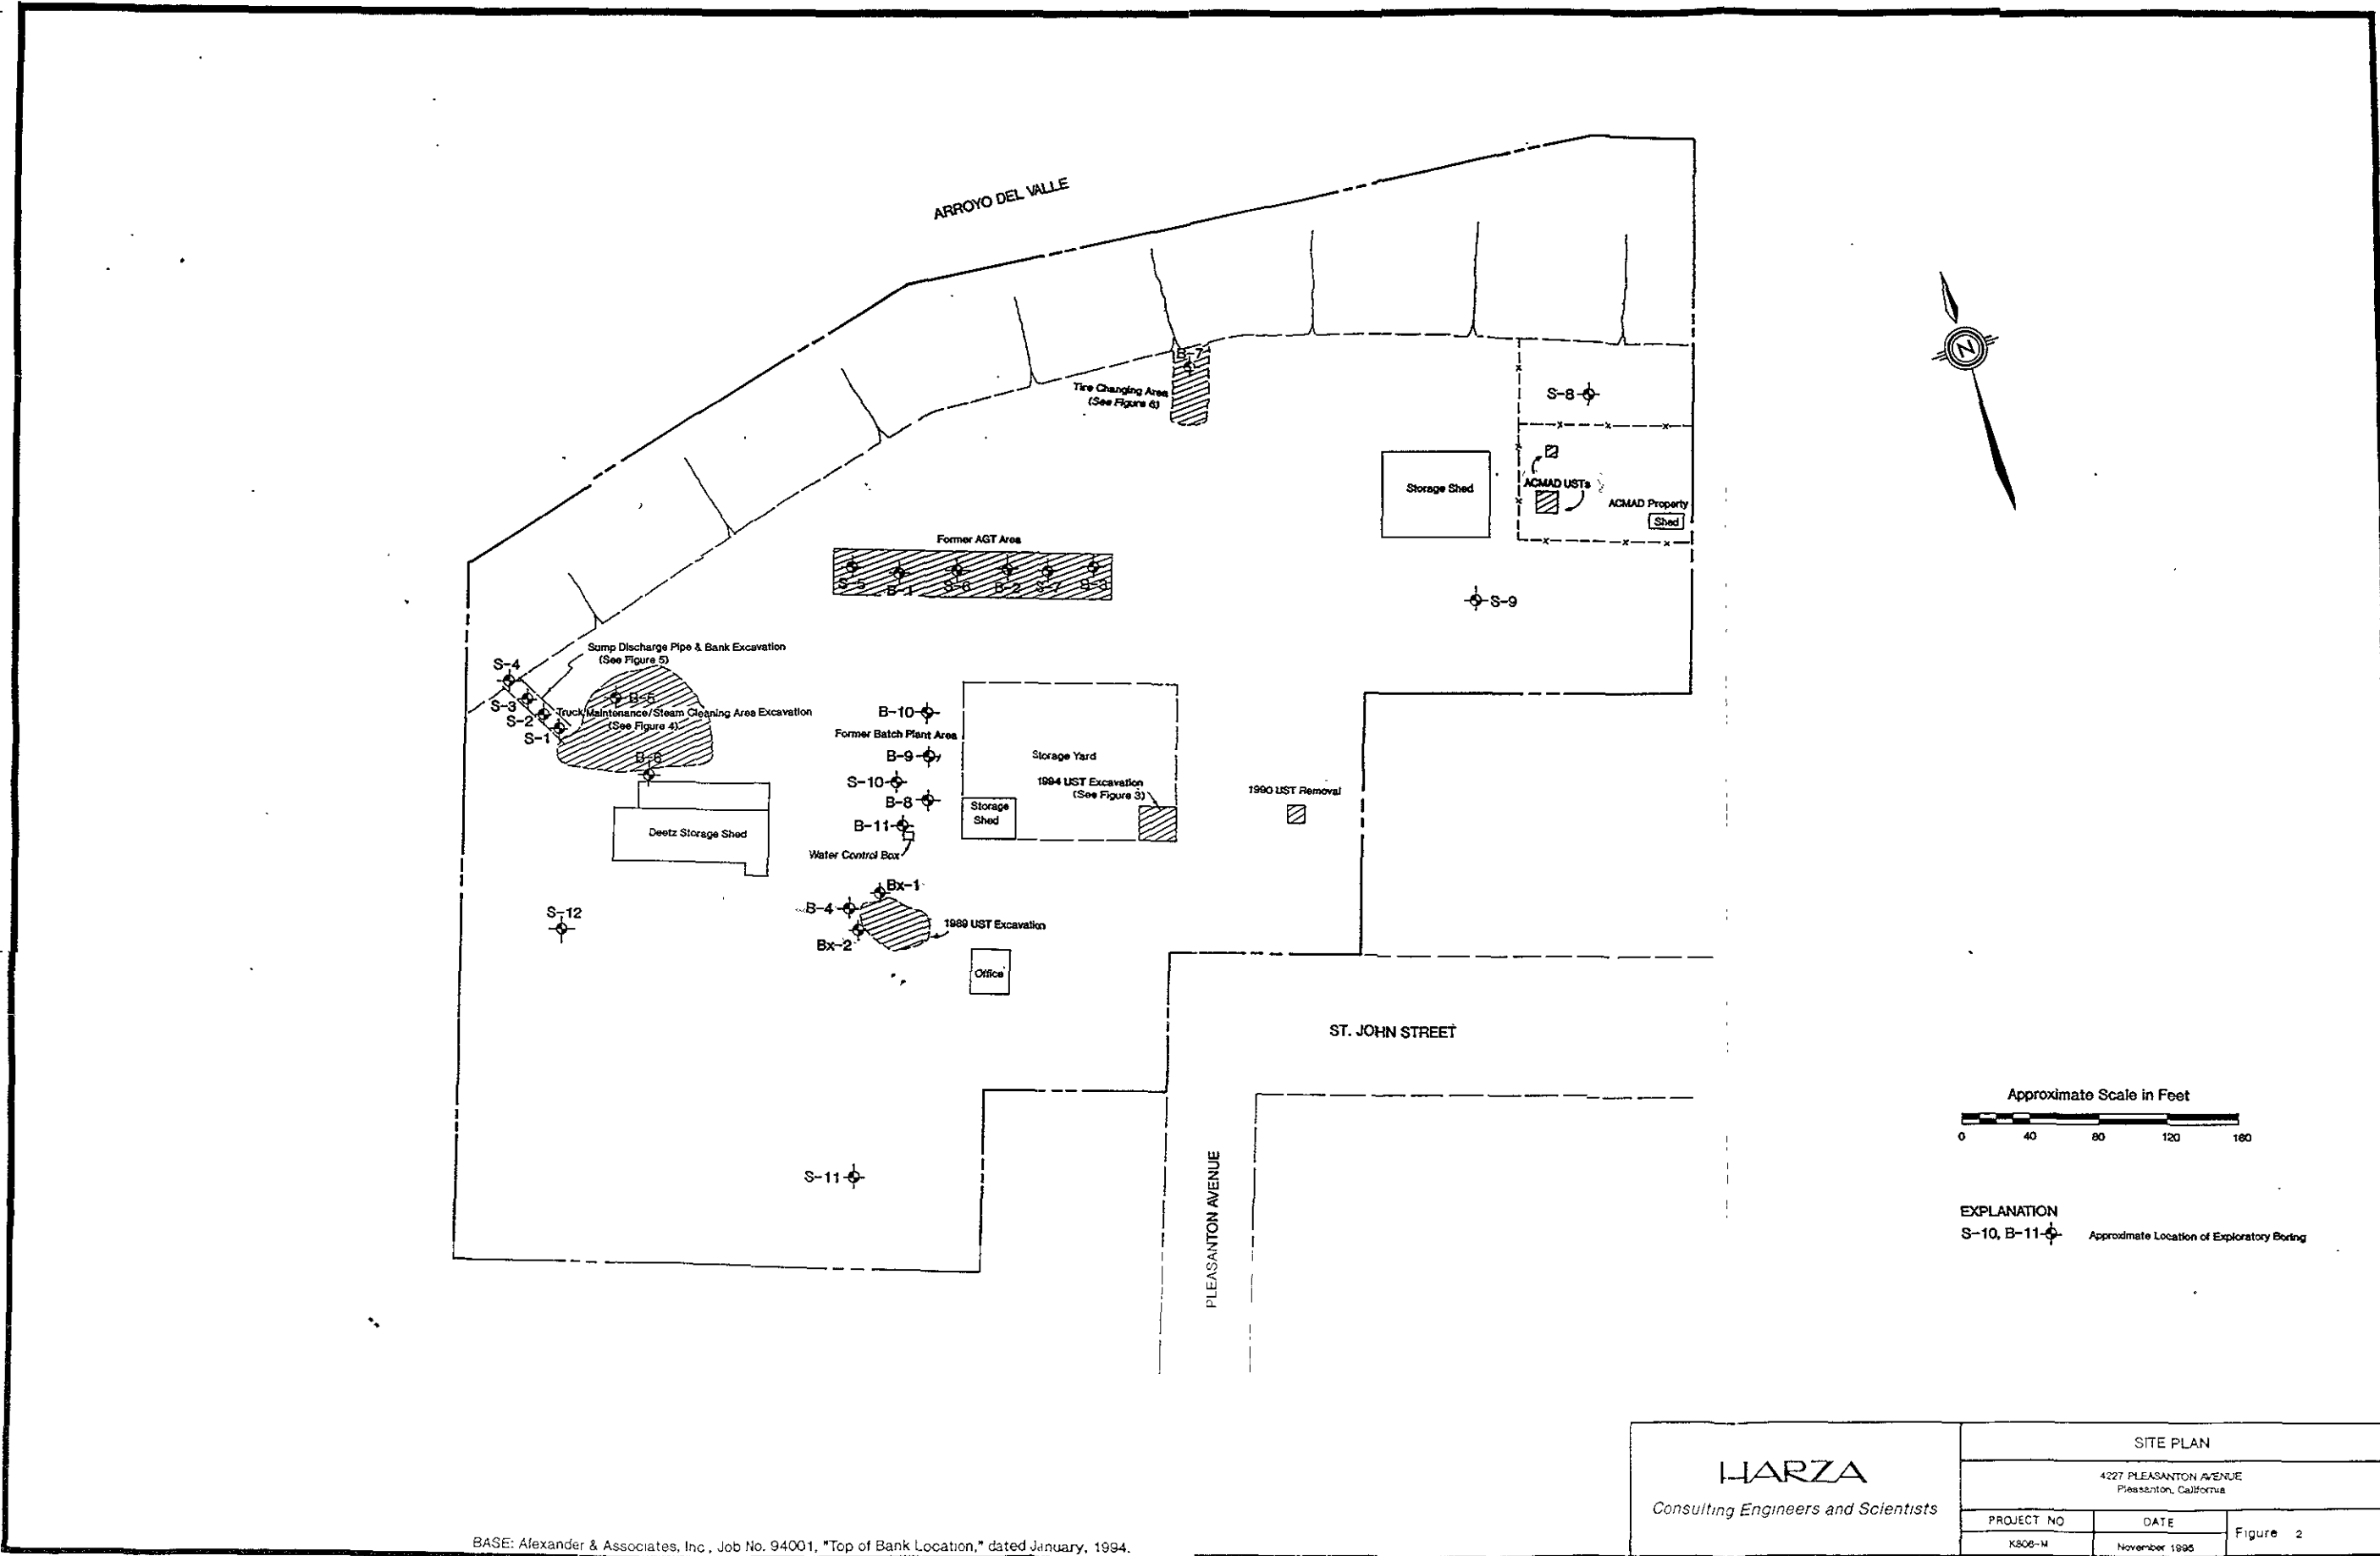 ARROYO DEL VALLE
B-7
Tire Changing Area
(See Figure 6)
S-8
N
Storage Shed
ACMAD USTs
ACMAD Property
Shed
Former AGT Area
S-5 B-1 S-6 B-2 S-7 B-3
S-9
Sump Discharge Pipe & Bank Excavation
(See Figure 5)
S-4
S-3
S-2
S-1
B-5
Truck Maintenance/Steam Cleaning Area Excavation
(See Figure 4)
B-6
B-10
Former Batch Plant Area
B-9
S-10
B-8
B-11
Water Control Box
Storage Yard
1994 UST Excavation
(See Figure 3)
Storage
Shed
1990 UST Removal
Deetz Storage Shed
Bx-1
B-4
Bx-2
1989 UST Excavation
S-12
Office
ST. JOHN STREET
S-11
PLEASANTON AVENUE
Approximate Scale in Feet
0 40 80 120 160
EXPLANATION
S-10, B-11 Approximate Location of Exploratory Boring
HARZA
Consulting Engineers and Scientists
SITE PLAN
4227 PLEASANTON AVENUE
Pleasanton, California
PROJECT NO
K806-M
DATE
November 1995
Figure 2
BASE: Alexander & Associates, Inc, Job No. 94001, "Top of Bank Location," dated January, 1994.